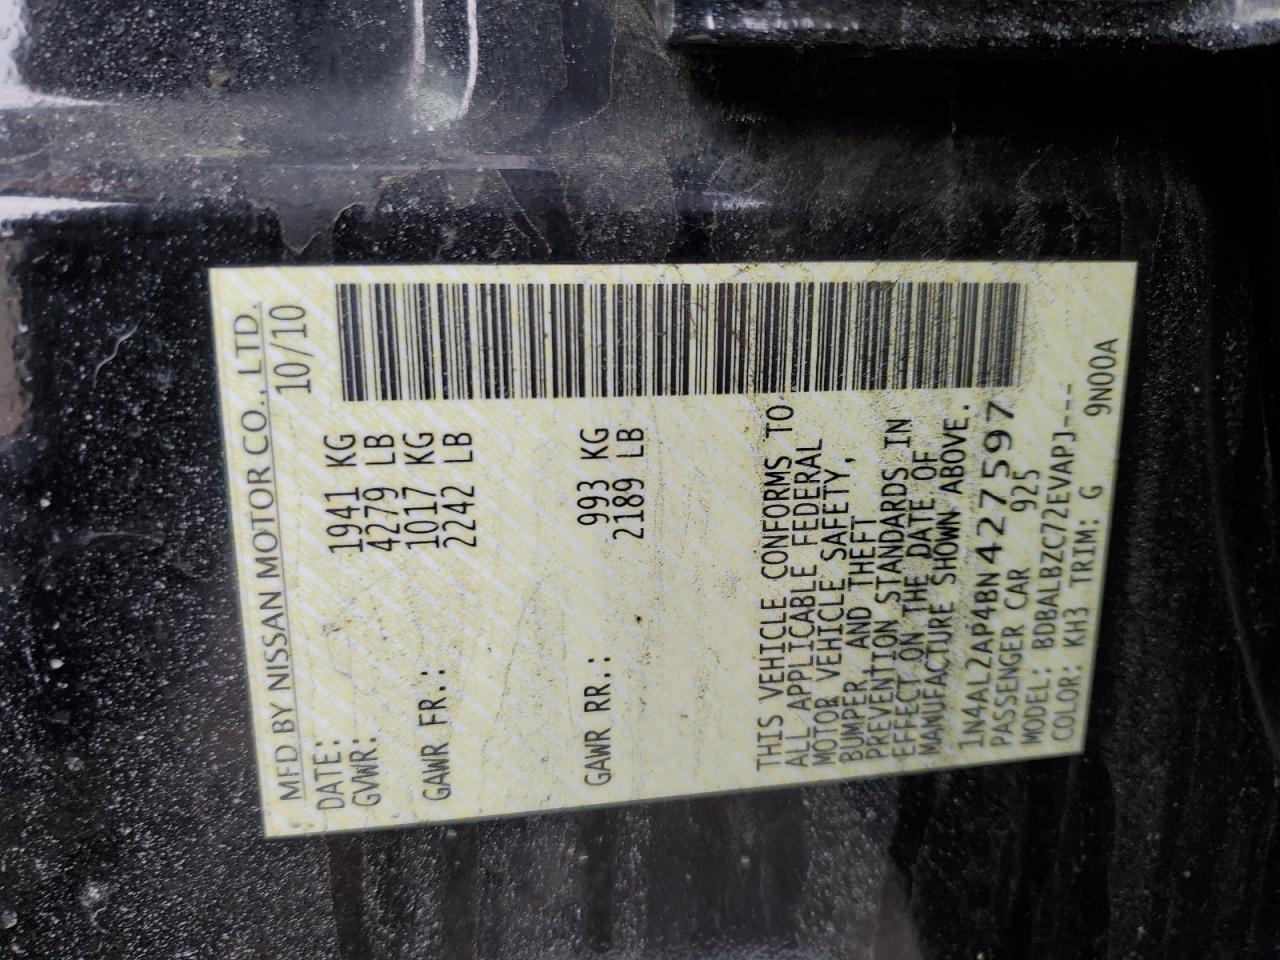 MFD BY NISSAN MOTOR CO., LTD.
DATE: 10/10
GVWR: 1941 KG
4279 LB
GAWR FR.: 1017 KG
2242 LB
GAWR RR.: 993 KG
2189 LB
THIS VEHICLE CONFORMS TO
ALL APPLICABLE FEDERAL
MOTOR VEHICLE SAFETY,
BUMPER, AND THEFT
PREVENTION STANDARDS IN
EFFECT ON THE DATE OF
MANUFACTURE SHOWN ABOVE.
1N4AL2AP4BN427597
PASSENGER CAR 925
MODEL: BDBALBZC72EVAPJ---
COLOR: KH3 TRIM: G 9N00A